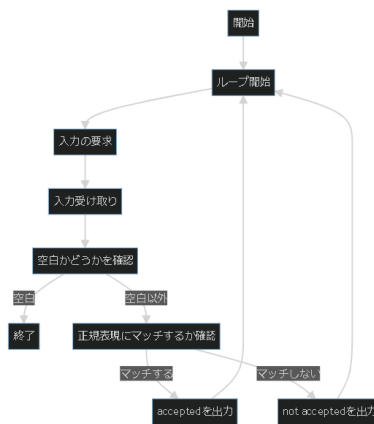 開始
ループ開始
入力の要求
入力受け取り
空白かどうかを確認
空白
空白以外
終了
正規表現にマッチするか確認
マッチする
マッチしない
acceptedを出力
not acceptedを出力